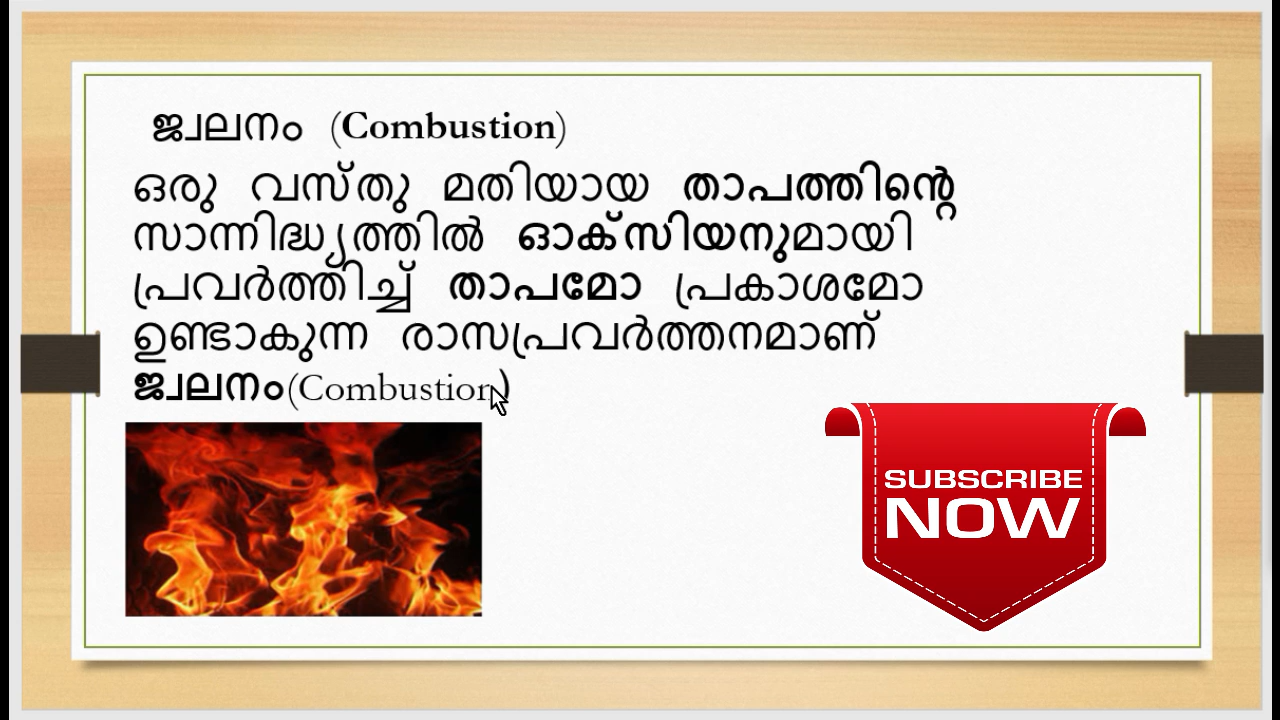 ജ്വലനം (Combustion)
ഒരു വസ്തു മതിയായ താപത്തിന്റെ
സാന്നിദ്ധ്യത്തിൽ ഓക്സിയനുമായി
പ്രവർത്തിച്ച് താപമോ പ്രകാശമോ
ഉണ്ടാകുന്ന രാസപ്രവർത്തനമാണ്
ജ്വലനം(Combustion)
SUBSCRIBE
NOW